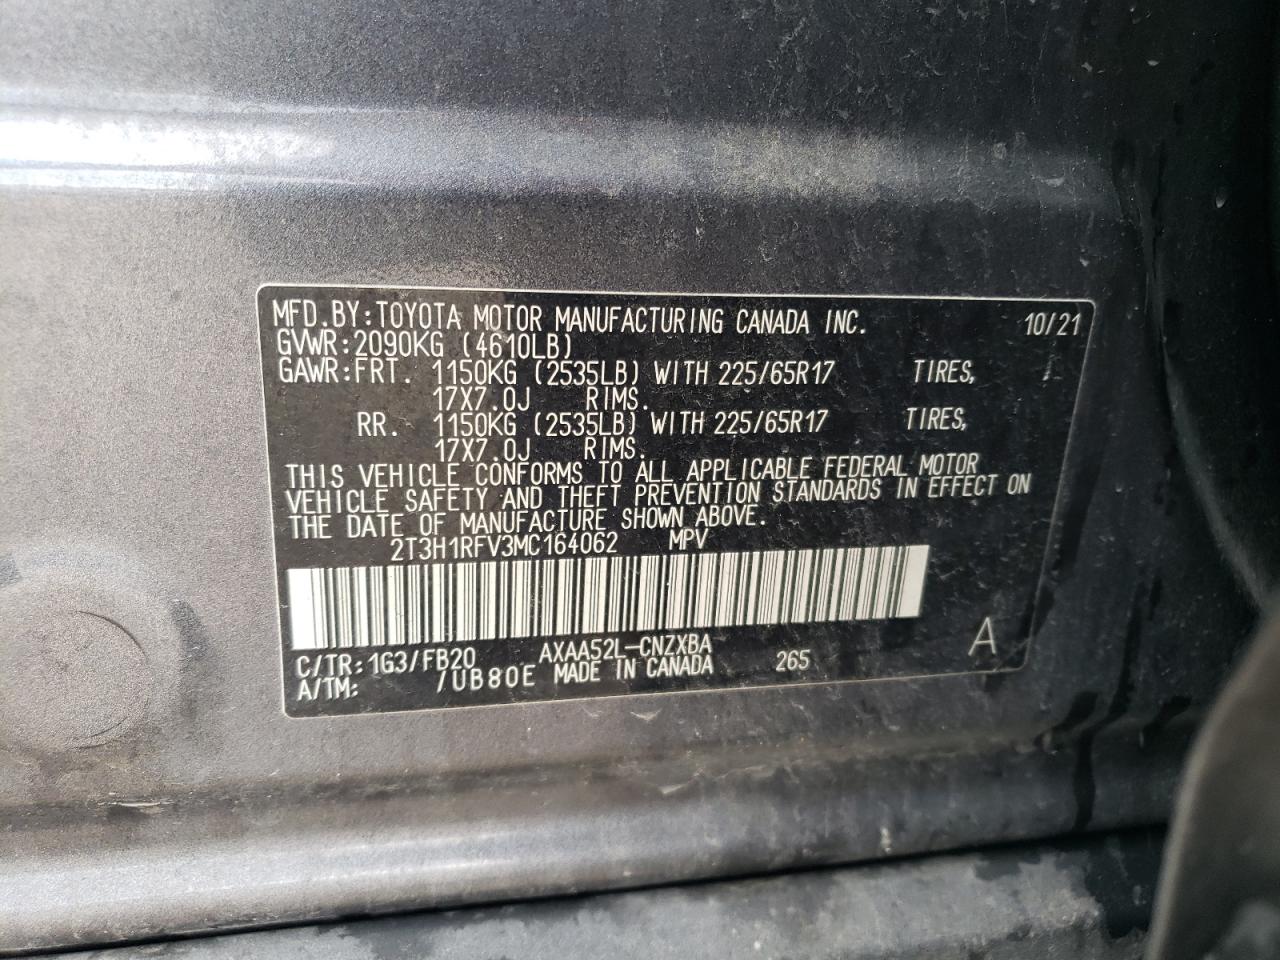 MFD.BY:TOYOTA MOTOR MANUFACTURING CANADA INC. 10/21
GVWR:2090KG (4610LB)
GAWR:FRT. 1150KG (2535LB) WITH 225/65R17 TIRES,
17X7.0J RIMS.
RR. 1150KG (2535LB) WITH 225/65R17 TIRES,
17X7.0J RIMS.
THIS VEHICLE CONFORMS TO ALL APPLICABLE FEDERAL MOTOR
VEHICLE SAFETY AND THEFT PREVENTION STANDARDS IN EFFECT ON
THE DATE OF MANUFACTURE SHOWN ABOVE.
2T3H1RFV3MC164062 MPV
C/TR:1G3/FB20 AXAA52L-CNZXBA A
A/TM: /UB80E MADE IN CANADA 265